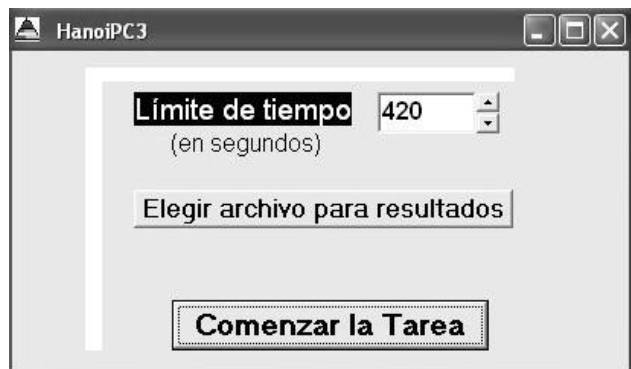 HanoiPC3
Límite de tiempo 420
(en segundos)
Elegir archivo para resultados
Comenzar la Tarea